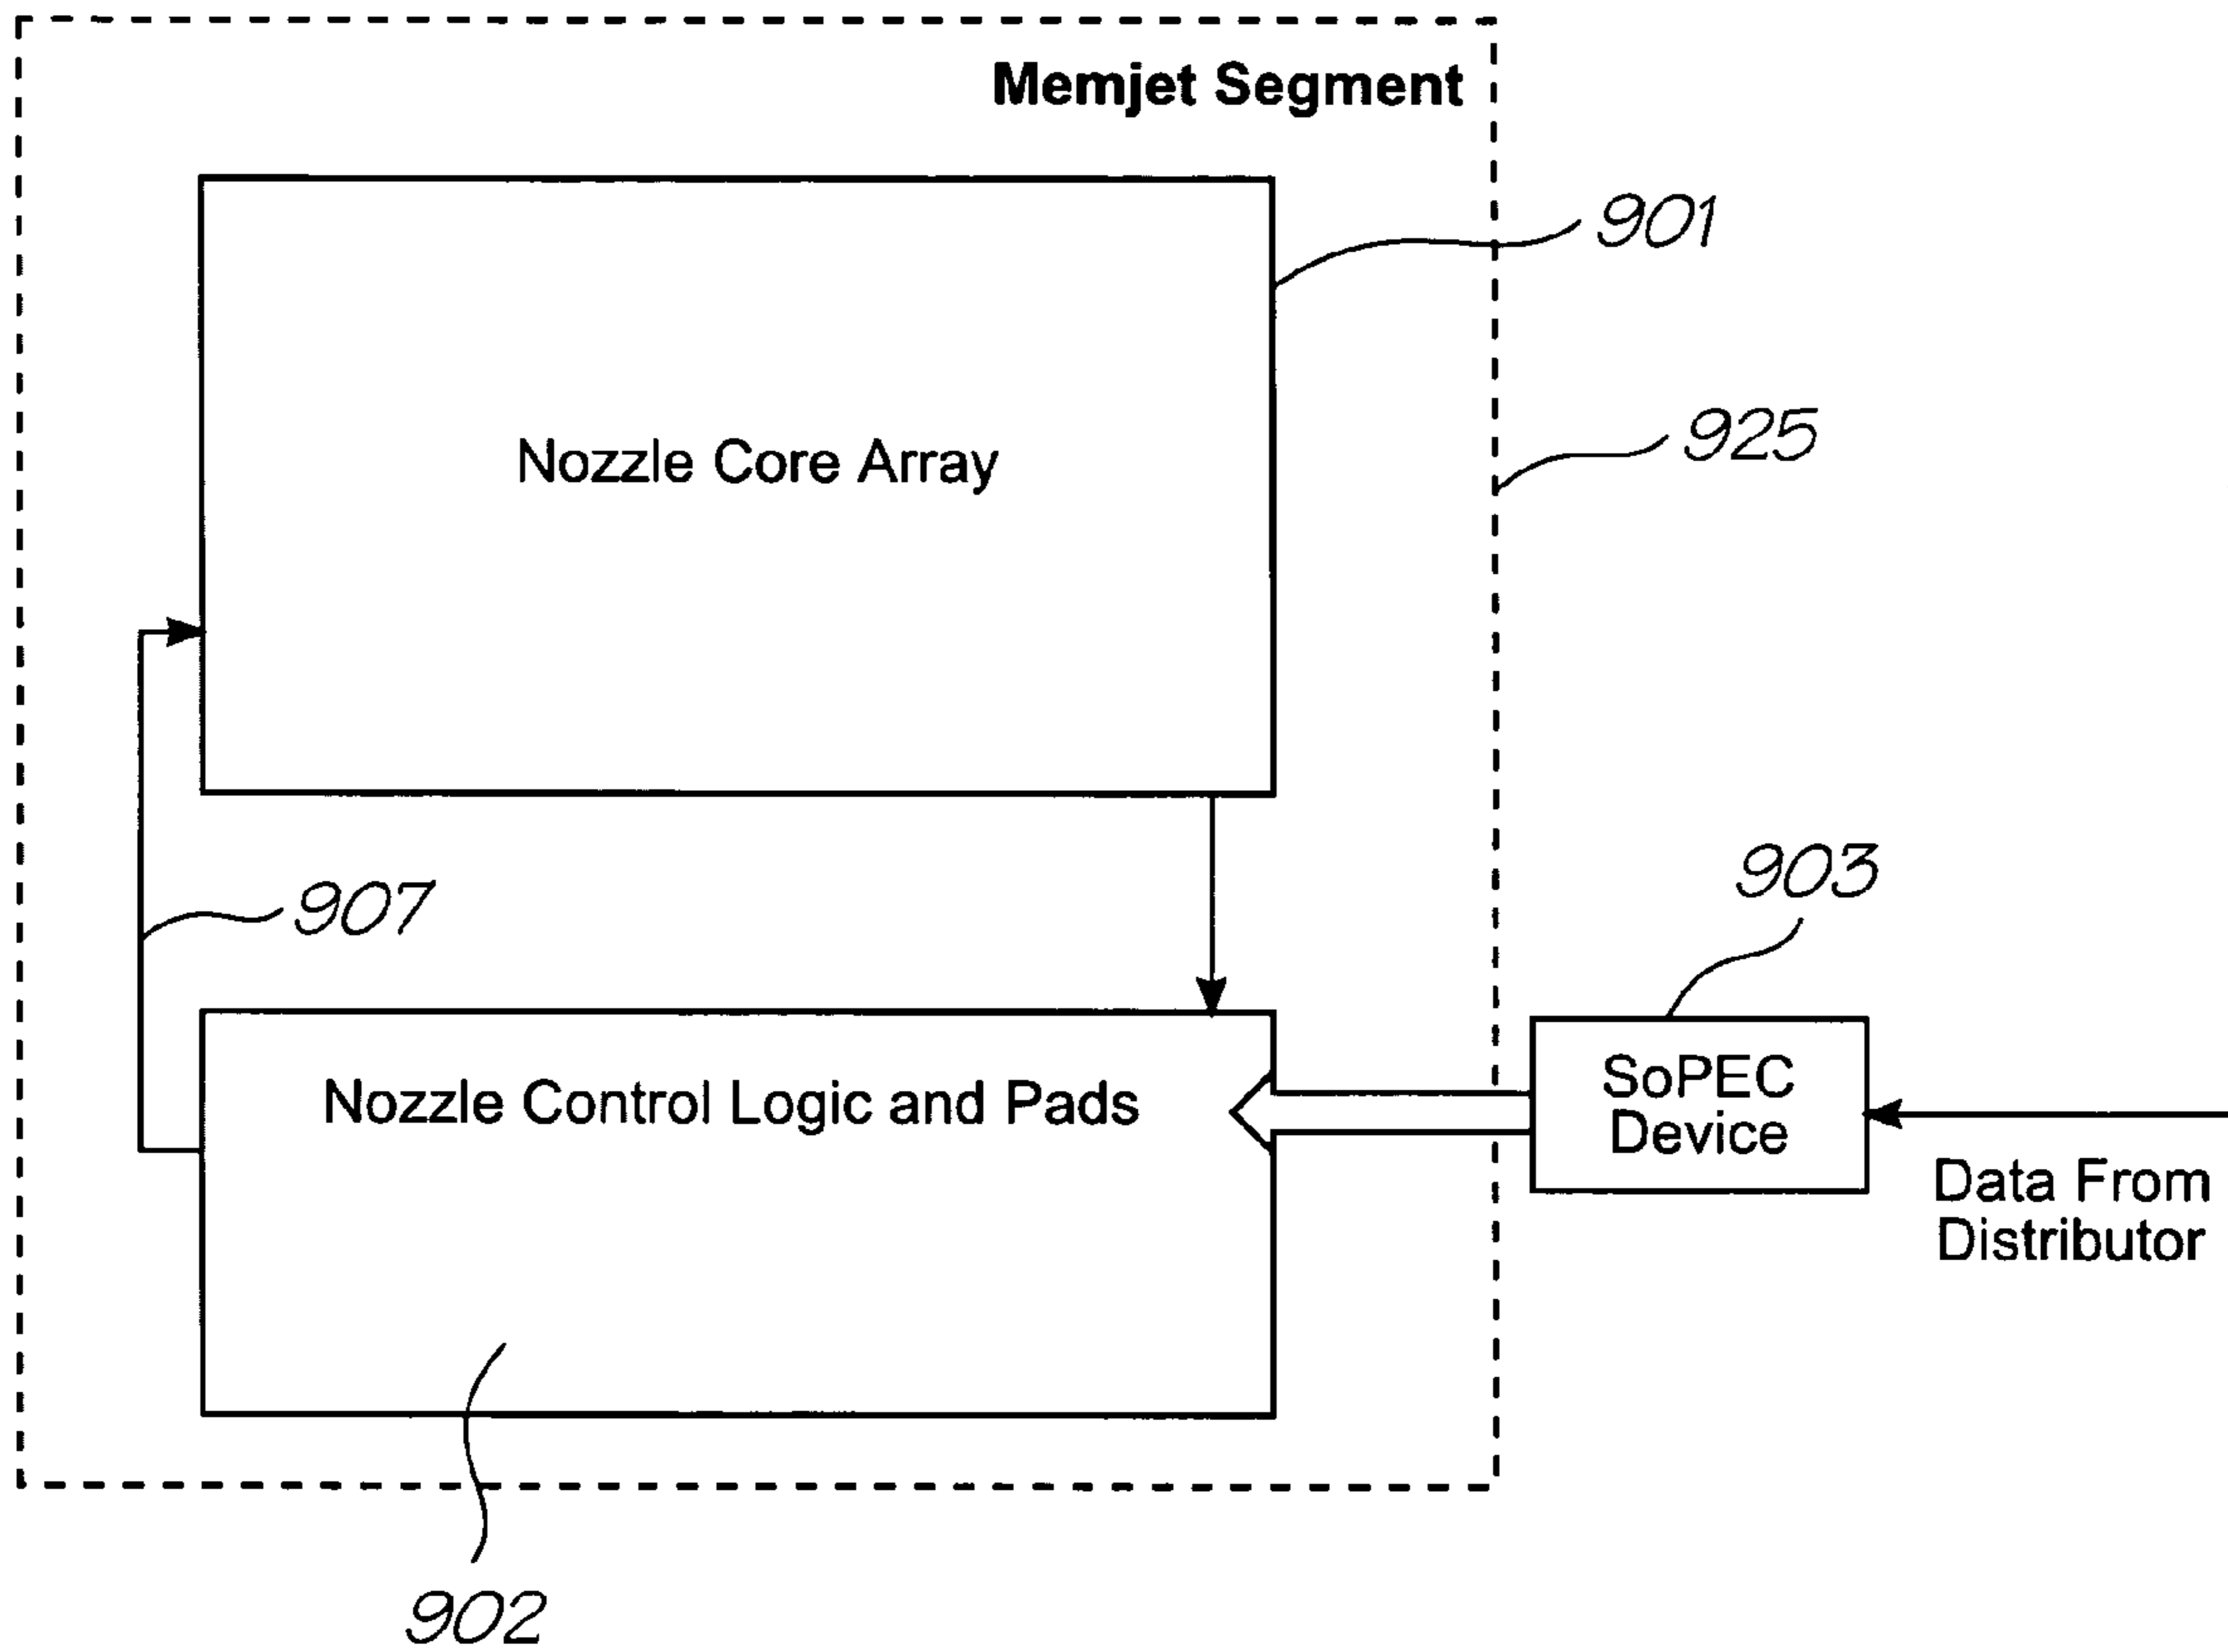 Memjet Segment
901
Nozzle Core Array
925
903
907
Nozzle Control Logic and Pads
SoPEC
Device
Data From
Distributor
902